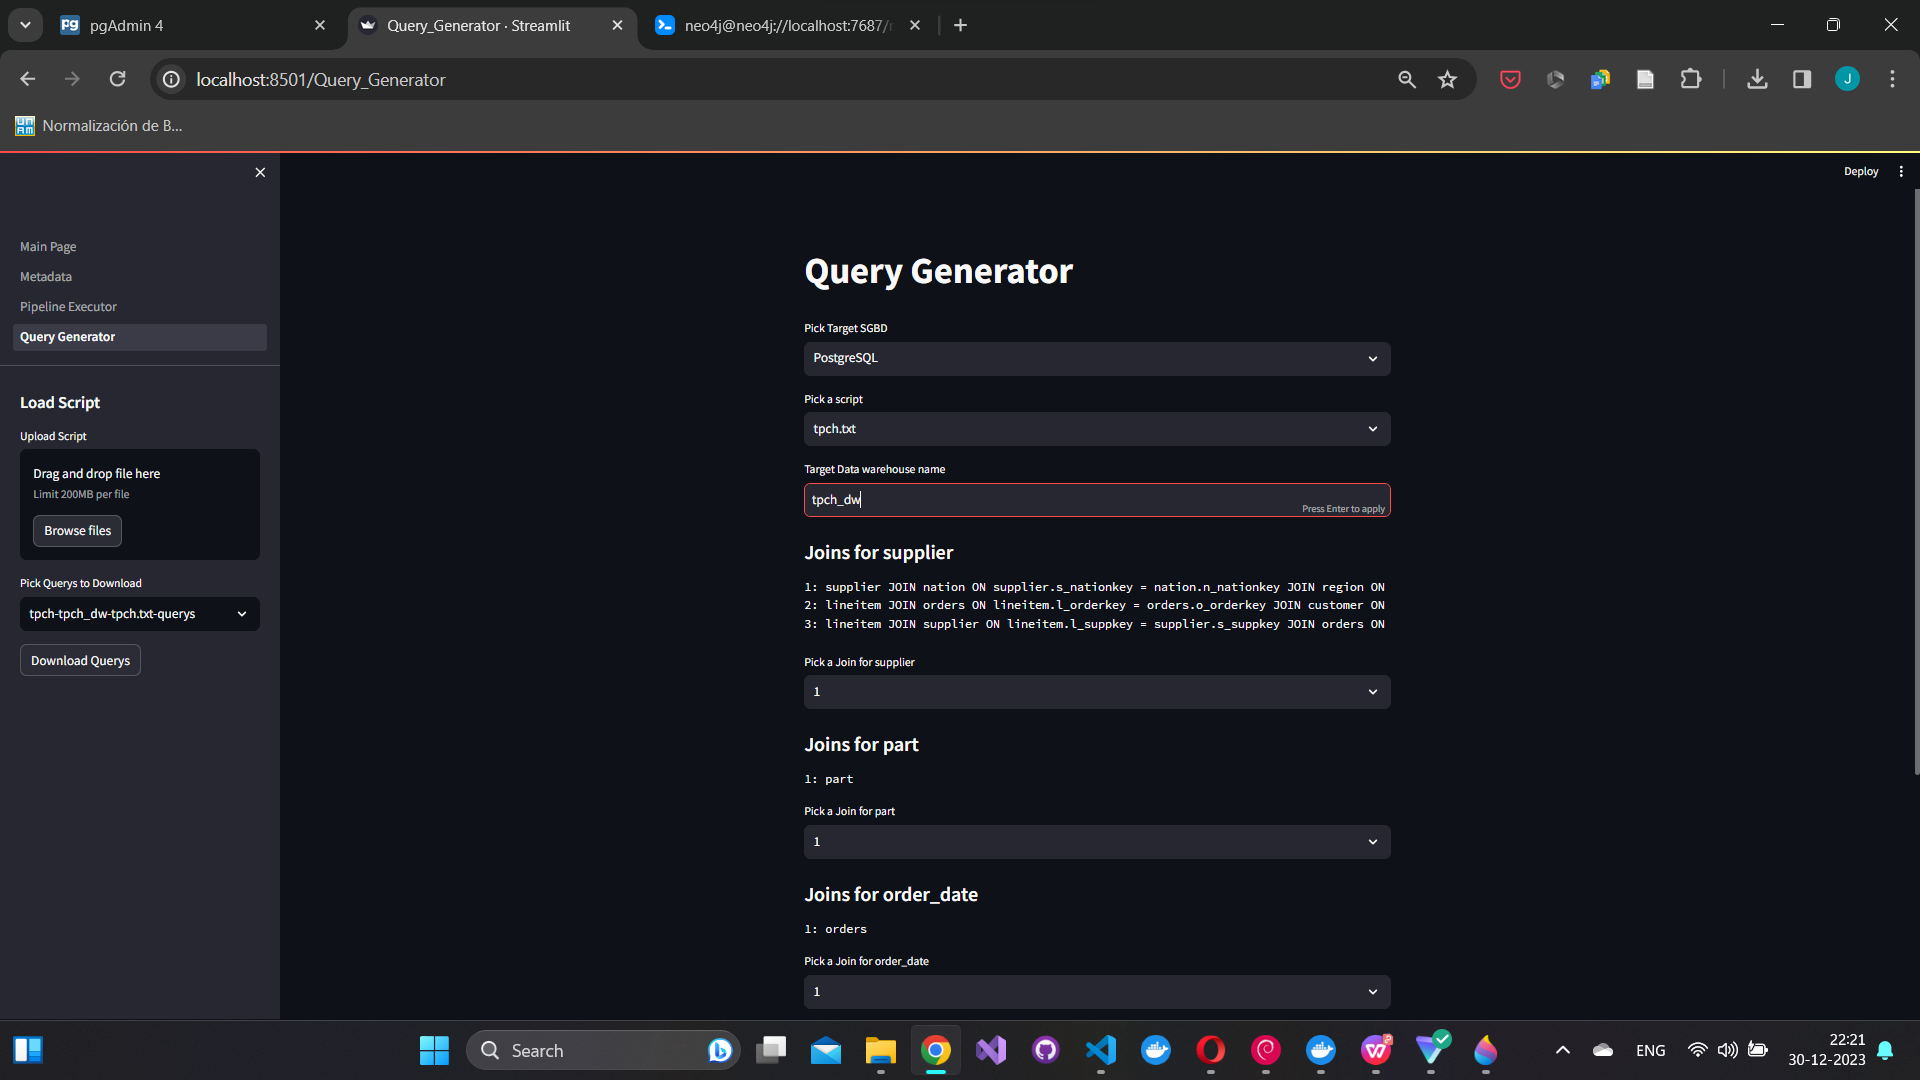 pgAdmin 4
Query_Generator · Streamlit
neo4j@neo4j://localhost:7687/
localhost:8501/Query_Generator
J
Normalización de B...
Deploy
Main Page
Metadata
Pipeline Executor
Query Generator
Load Script
Upload Script
Drag and drop file here
Limit 200MB per file
Browse files
Pick Querys to Download
tpch-tpch_dw-tpch.txt-querys
Download Querys
Query Generator
Pick Target SGBD
PostgreSQL
Pick a script
tpch.txt
Target Data warehouse name
tpch_dw
Press Enter to apply
Joins for supplier
1: supplier JOIN nation ON supplier.s_nationkey = nation.n_nationkey JOIN region ON
2: lineitem JOIN orders ON lineitem.l_orderkey = orders.o_orderkey JOIN customer ON
3: lineitem JOIN supplier ON lineitem.l_suppkey = supplier.s_suppkey JOIN orders ON
Pick a Join for supplier
1
Joins for part
1: part
Pick a Join for part
1
Joins for order_date
1: orders
Pick a Join for order_date
1
Search
ENG
22:21
30-12-2023